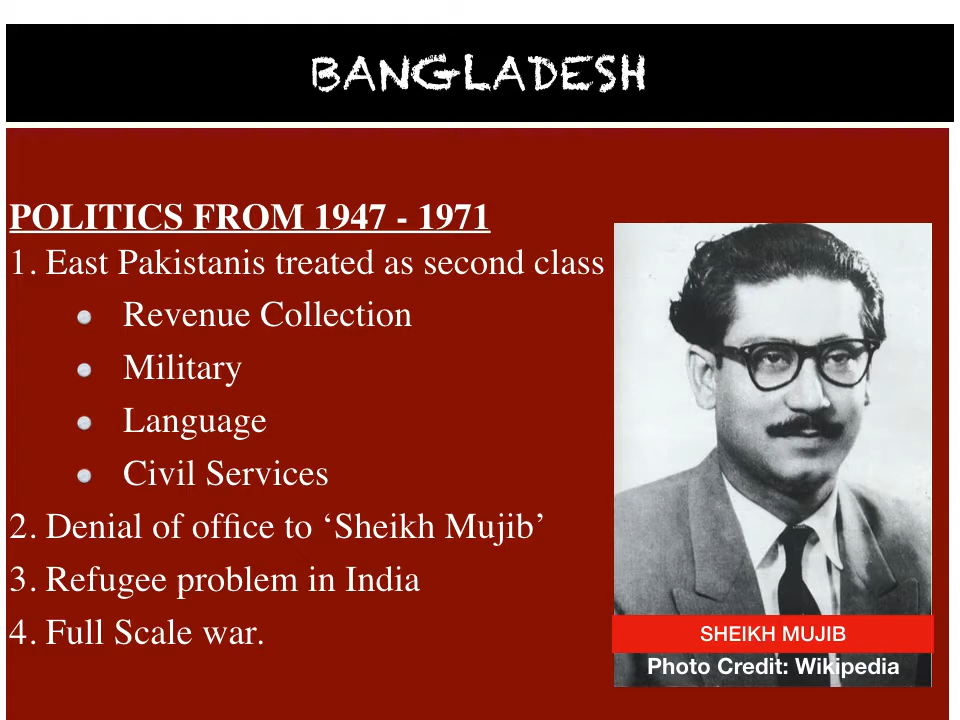 BANGLADESH
POLITICS FROM 1947 - 1971
1. East Pakistanis treated as second class
Revenue Collection
Military
Language
Civil Services
2. Denial of office to ‘Sheikh Mujib’
3. Refugee problem in India
4. Full Scale war.
SHEIKH MUJIB
Photo Credit: Wikipedia